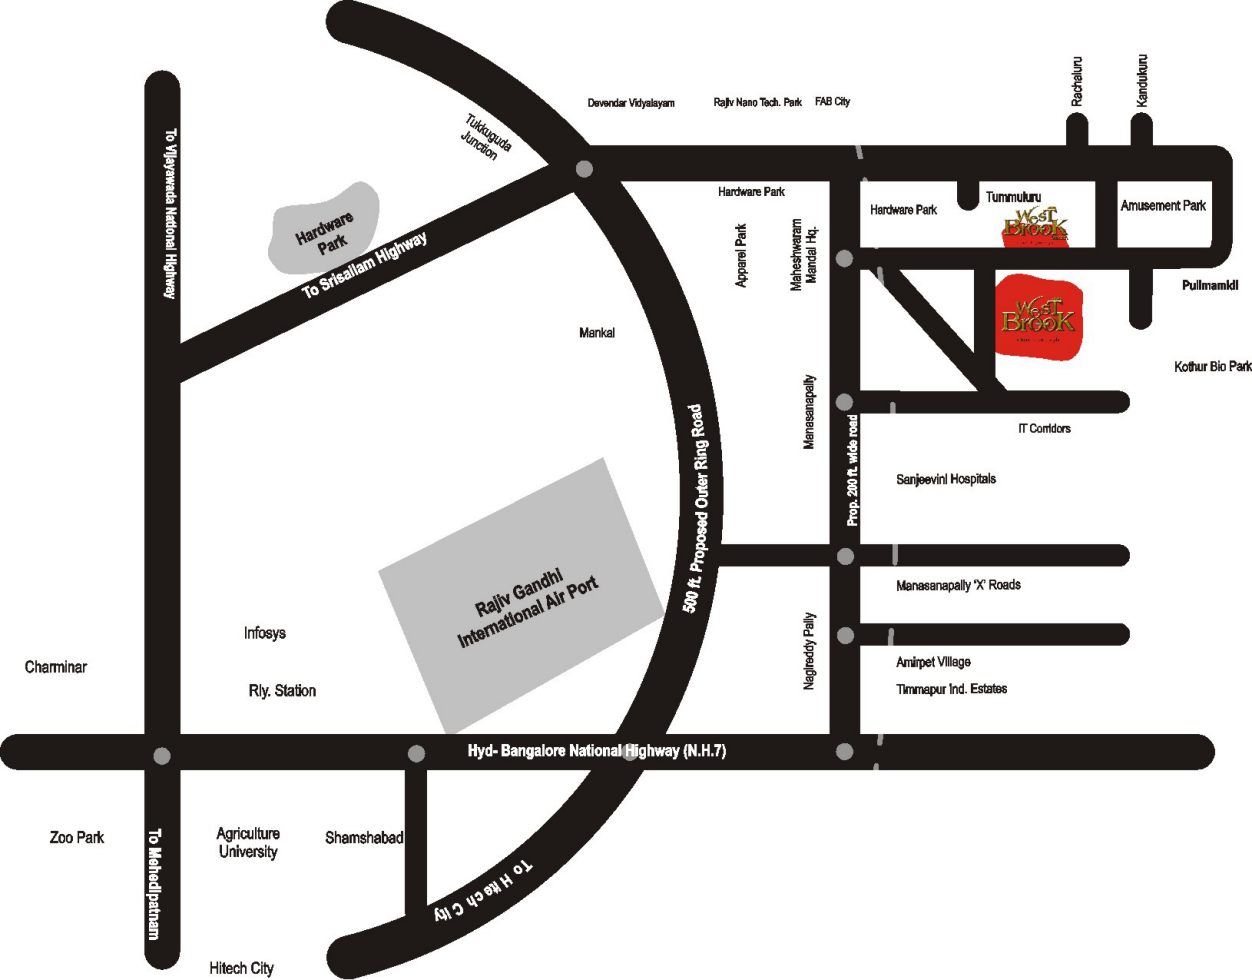 Rachaluru
Kandukuru
Devendar Vidyalayam
Rajiv Nano Tech. Park
FAB City
Tukkuguda
Junction
To Vijayawada National Highway
Hardware Park
Tummuluru
Amusement Park
Hardware Park
WEST
BROOK
Hardware
Park
To Srisailam Highway
Apparel Park
Maheshwaram
Mandal Hq.
Pulimamidi
WEST
BROOK
Mankal
Kothur Bio Park
Manasanapally
500 ft. Proposed Outer Ring Road
Prop. 200 ft. wide road
IT Corridors
Sanjeevini Hospitals
Rajiv Gandhi
International Air Port
Manasanapally 'X' Roads
Infosys
Nagireddy Pally
Charminar
Amirpet Village
Rly. Station
Timmapur Ind. Estates
Hyd- Bangalore National Highway (N.H.7)
Zoo Park
To Mehedipatnam
Agriculture
University
Shamshabad
To Hitech City
Hitech City